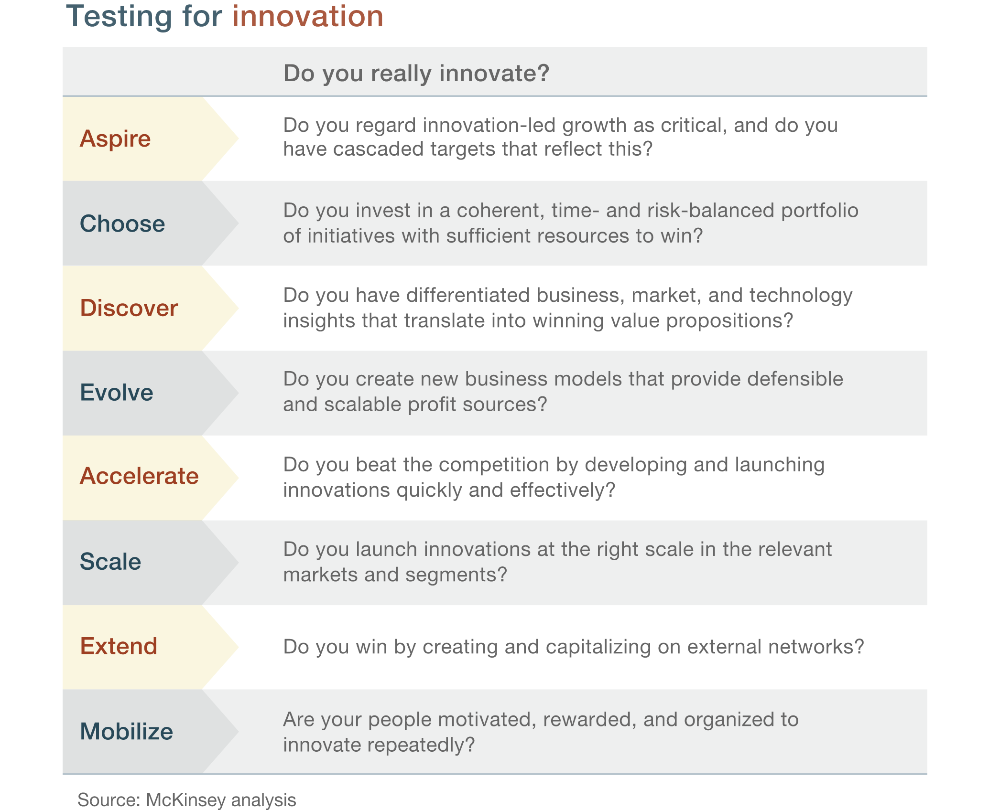 Testing for innovation
Do you really innovate?
Aspire
Do you regard innovation-led growth as critical, and do you
have cascaded targets that reflect this?
Choose
Do you invest in a coherent, time- and risk-balanced portfolio
of initiatives with sufficient resources to win?
Discover
Do you have differentiated business, market, and technology
insights that translate into winning value propositions?
Evolve
Do you create new business models that provide defensible
and scalable profit sources?
Accelerate
Do you beat the competition by developing and launching
innovations quickly and effectively?
Scale
Do you launch innovations at the right scale in the relevant
markets and segments?
Extend
Do you win by creating and capitalizing on external networks?
Mobilize
Are your people motivated, rewarded, and organized to
innovate repeatedly?
Source: McKinsey analysis